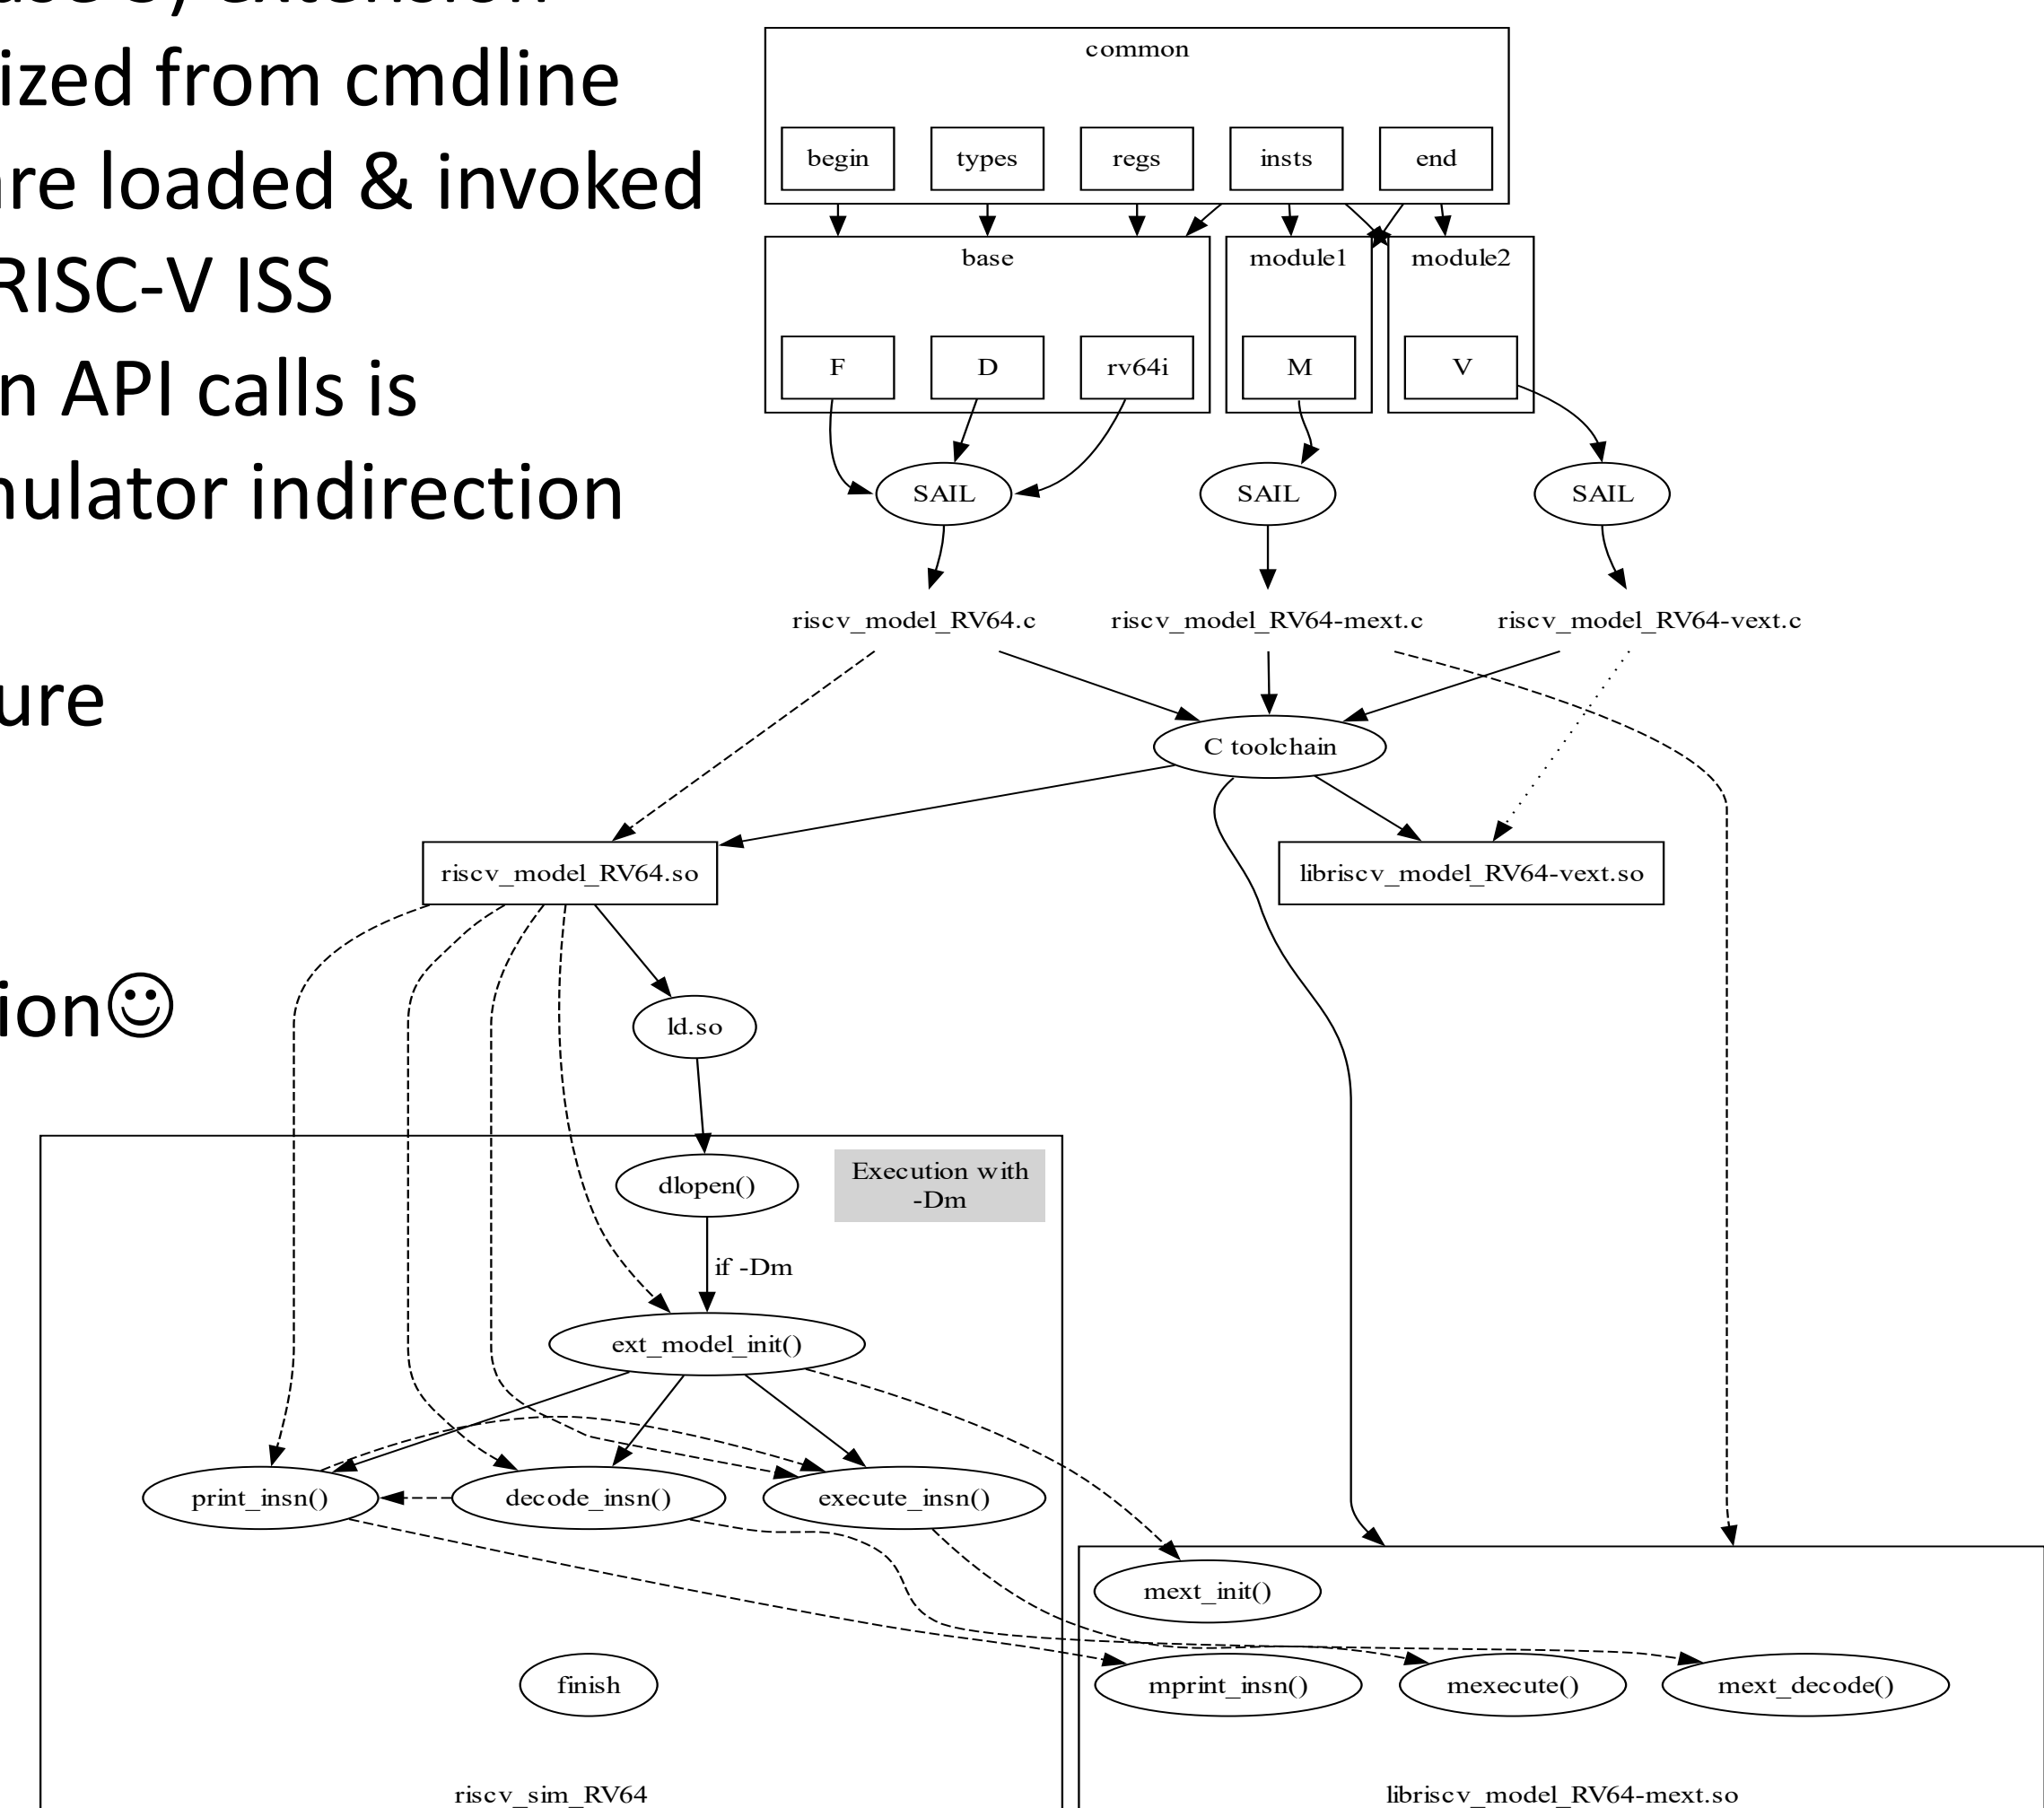 ized from cmdline
are loaded & invoked
RISC-V ISS
n API calls is
nulator indirection
ure
ion☺
common
begin
types
regs
insts
end
base
module1
module2
F
D
rv64i
M
V
SAIL
SAIL
SAIL
riscv_model_RV64.c
riscv_model_RV64-mext.c
riscv_model_RV64-vext.c
C toolchain
riscv_model_RV64.so
libriscv_model_RV64-vext.so
ld.so
dlopen()
Execution with
-Dm
if -Dm
ext_model_init()
print_insn()
decode_insn()
execute_insn()
mext_init()
finish
mprint_insn()
mexecute()
mext_decode()
riscv_sim_RV64
libriscv_model_RV64-mext.so